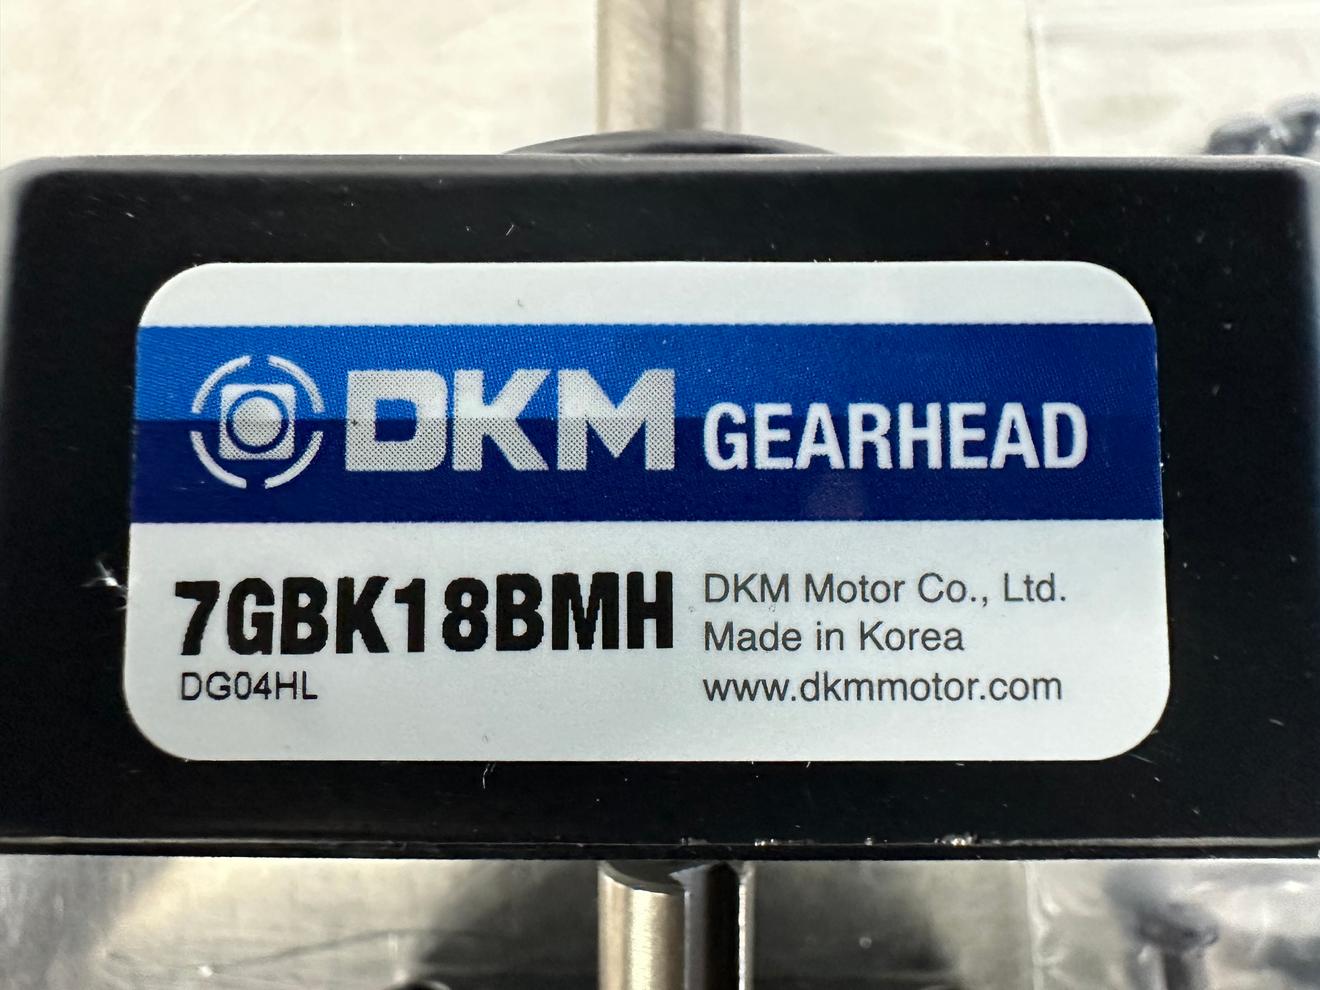 DKM GEARHEAD
7GBK18BMH
DG04HL
DKM Motor Co., Ltd.
Made in Korea
www.dkmmotor.com